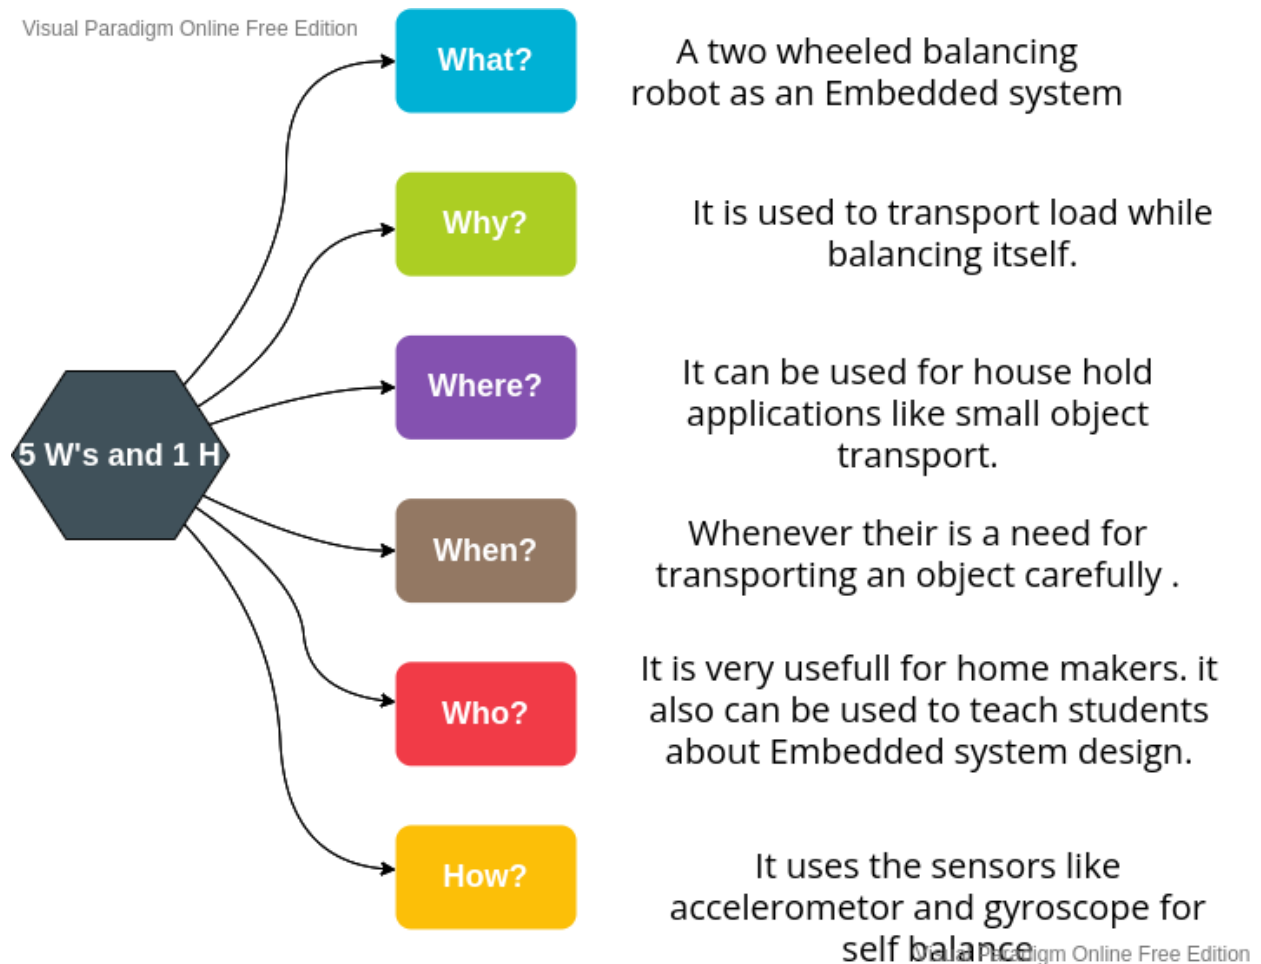 Visual Paradigm Online Free Edition
What?
A two wheeled balancing
robot as an Embedded system
Why?
It is used to transport load while
balancing itself.
Where?
It can be used for house hold
applications like small object
transport.
5 W's and 1 H
When?
Whenever their is a need for
transporting an object carefully .
Who?
It is very usefull for home makers. it
also can be used to teach students
about Embedded system design.
How?
It uses the sensors like
accelerometor and gyroscope for
self balance
Visual Paradigm Online Free Edition